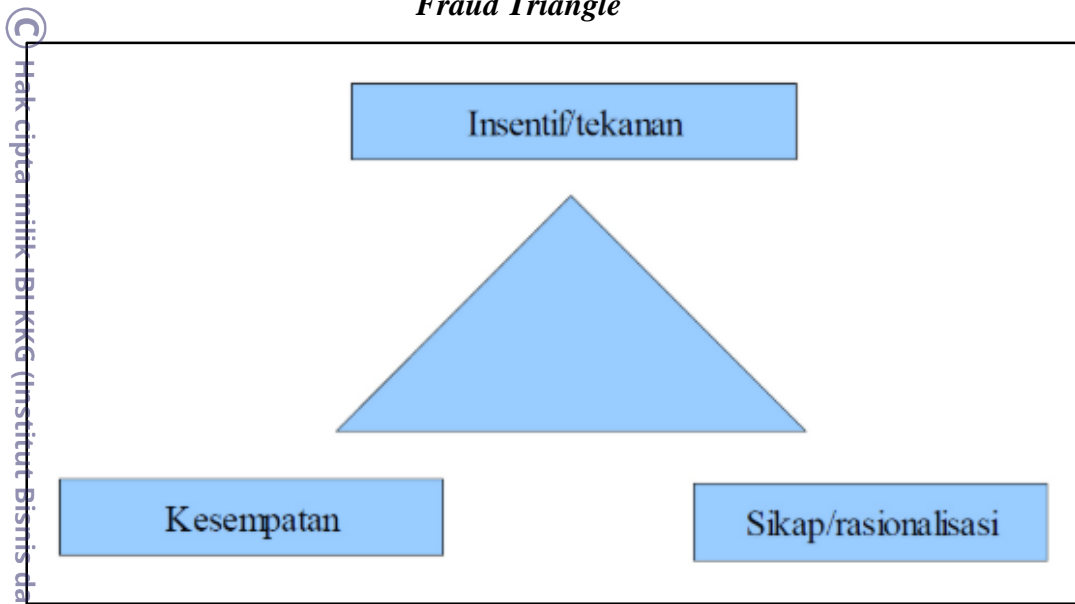 Fraud Triangle
© Hak cipta milik IBI KKG (Institut Bisnis da
Insentif/tekanan
Kesempatan
Sikap/rasionalisasi